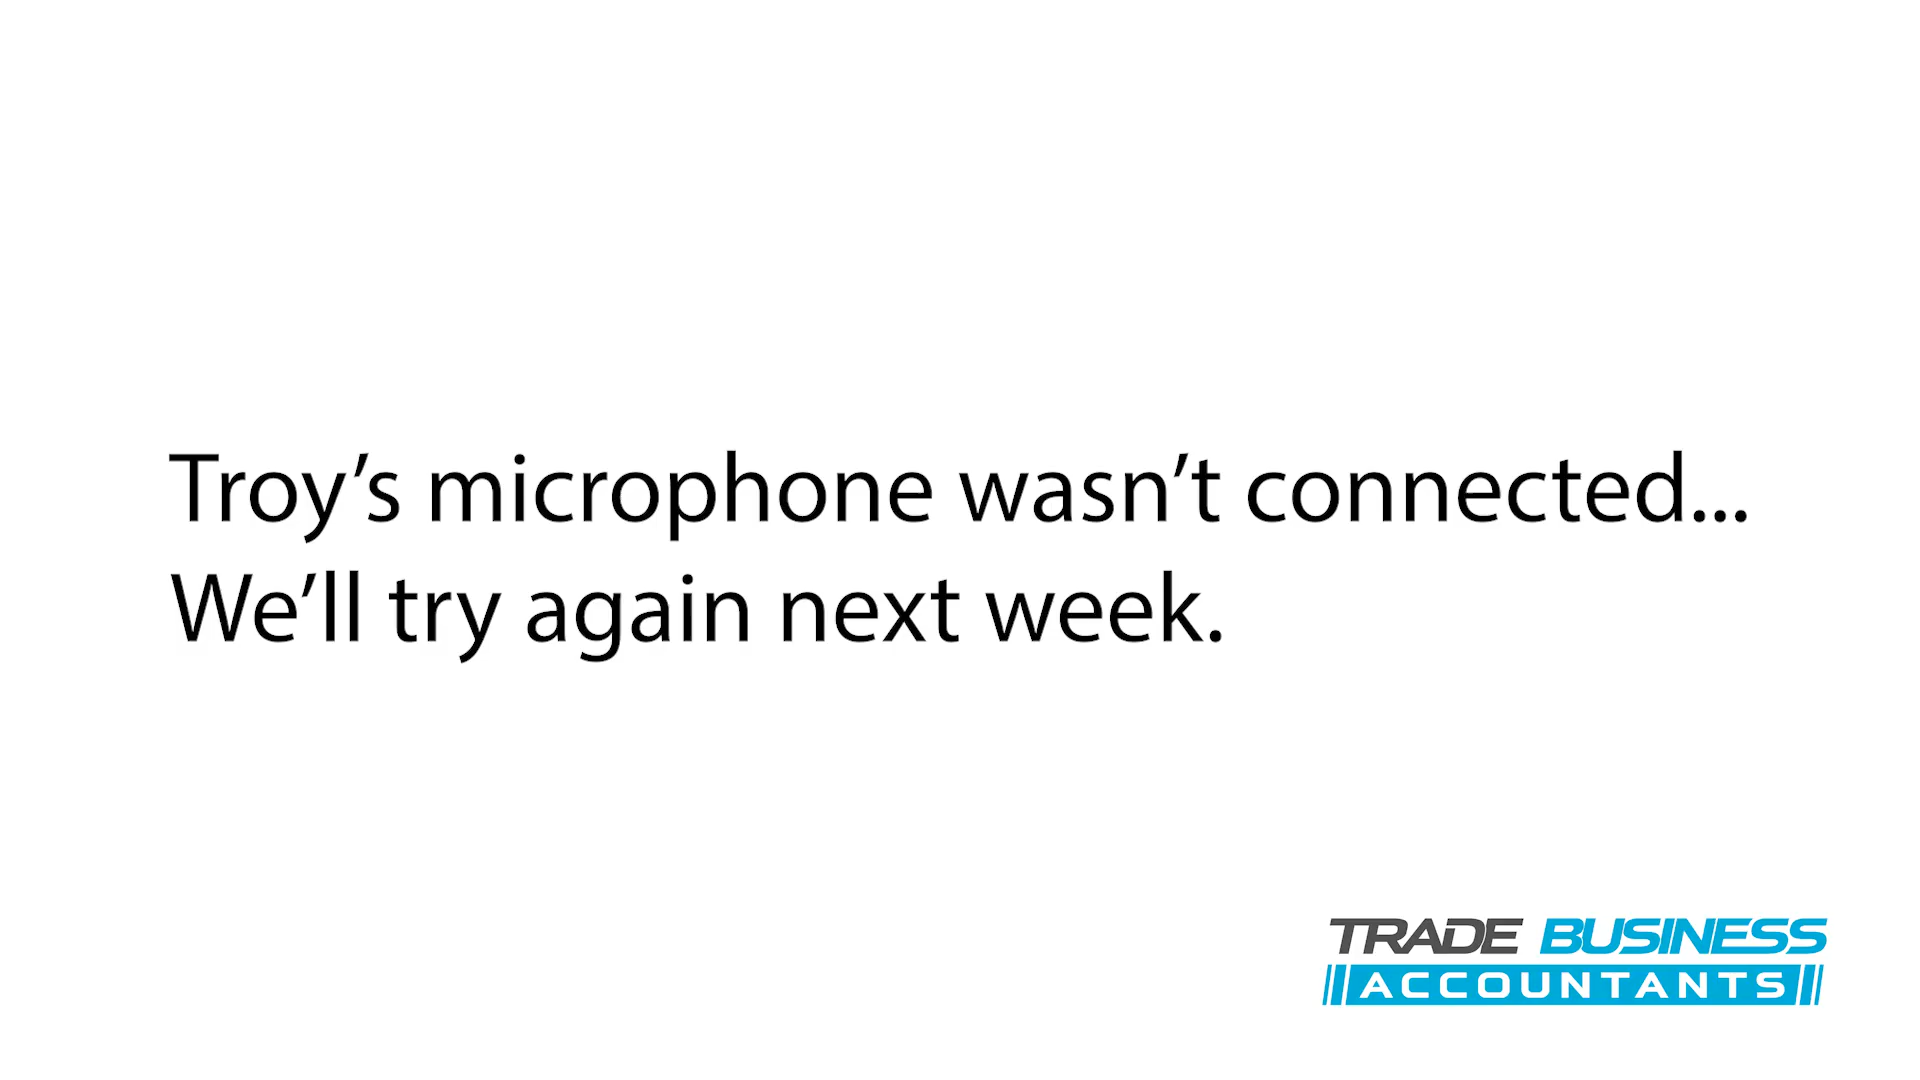 Troy’s microphone wasn’t connected...
We’ll try again next week.
TRADE BUSINESS
ACCOUNTANTS